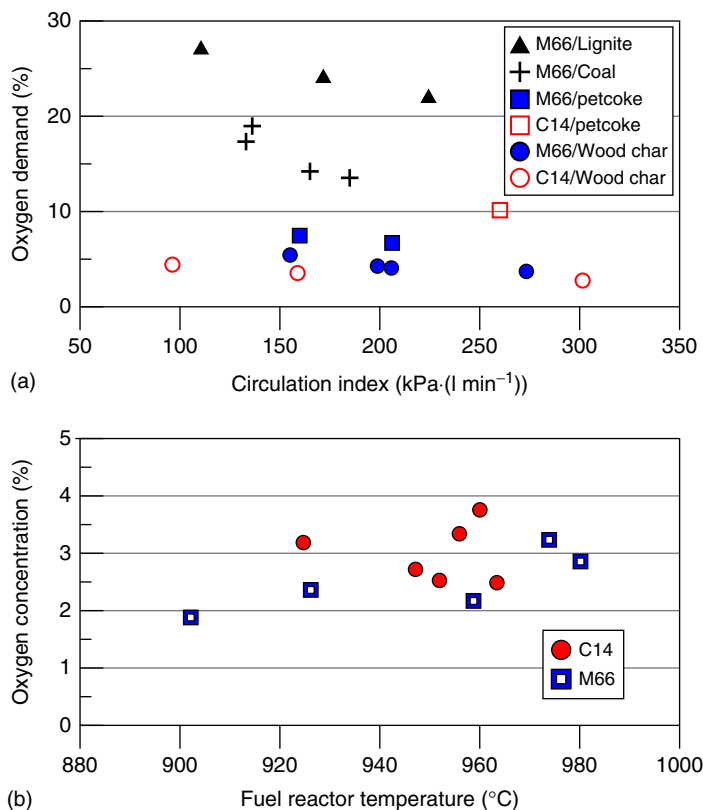 30
20
10
0
Oxygen demand (%)
M66/Lignite
M66/Coal
M66/petcoke
C14/petcoke
M66/Wood char
C14/Wood char
50 100 150 200 250 300 350
(a)
Circulation index (kPa·(l min⁻¹))
5
4
3
2
1
0
Oxygen concentration (%)
C14
M66
880 900 920 940 960 980 1000
(b)
Fuel reactor temperature (°C)